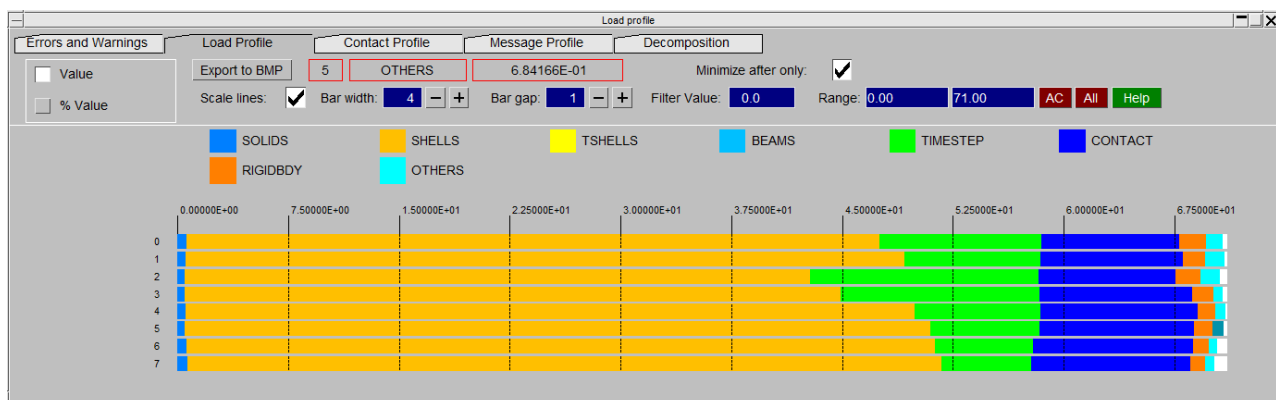 Load profile
Errors and Warnings Load Profile Contact Profile Message Profile Decomposition
Value Export to BMP 5 OTHERS 6.84166E-01 Minimize after only:
% Value Scale lines: Bar width: 4 − + Bar gap: 1 − + Filter Value: 0.0 Range: 0.00 71.00 AC All Help
SOLIDS SHELLS TSHELLS BEAMS TIMESTEP CONTACT
RIGIDBDY OTHERS
0.00000E+00 7.50000E+00 1.50000E+01 2.25000E+01 3.00000E+01 3.75000E+01 4.50000E+01 5.25000E+01 6.00000E+01 6.75000E+01
0
1
2
3
4
5
6
7